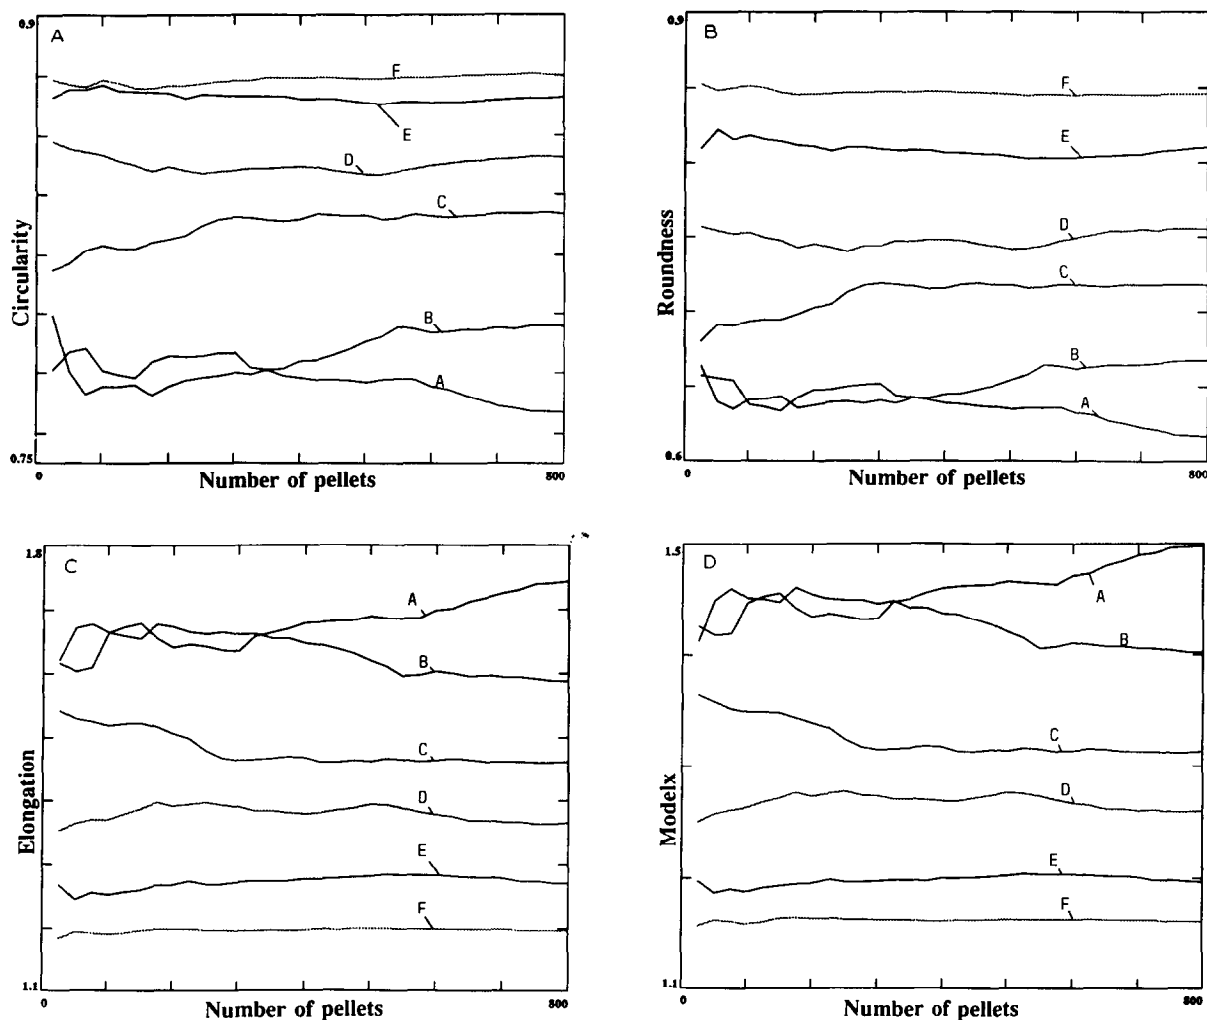 0.9
A
F
E
D
C
B
A
Circularity
0.75
0
Number of pellets
800
0.9
B
F
E
D
C
B
A
Roundness
0.6
0
Number of pellets
800
1.8
C
A
B
C
D
E
F
Elongation
1.1
0
Number of pellets
800
1.5
D
A
B
C
D
E
F
Modelx
1.1
0
Number of pellets
800